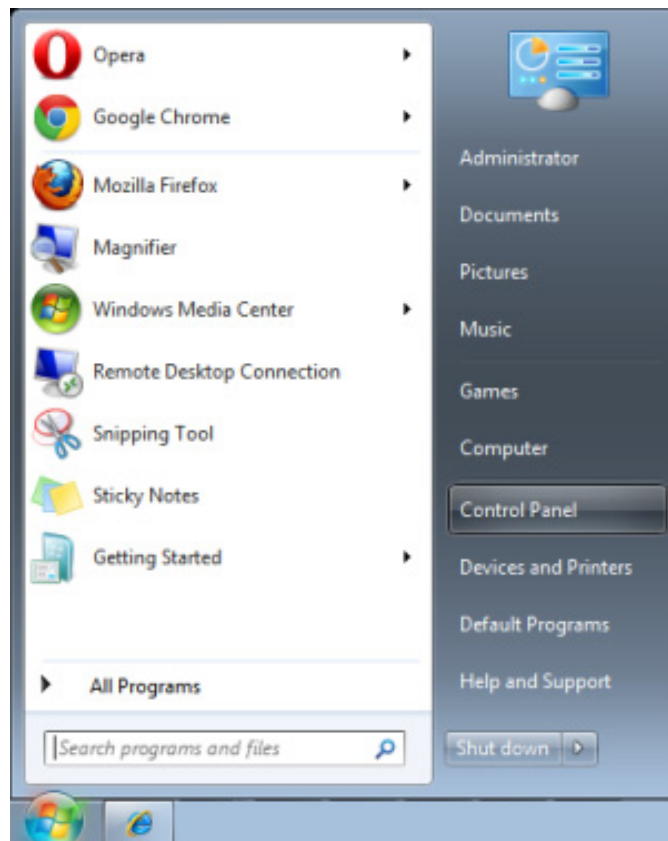 Opera
Google Chrome
Mozilla Firefox
Magnifier
Windows Media Center
Remote Desktop Connection
Snipping Tool
Sticky Notes
Getting Started
All Programs
Search programs and files
Administrator
Documents
Pictures
Music
Games
Computer
Control Panel
Devices and Printers
Default Programs
Help and Support
Shut down